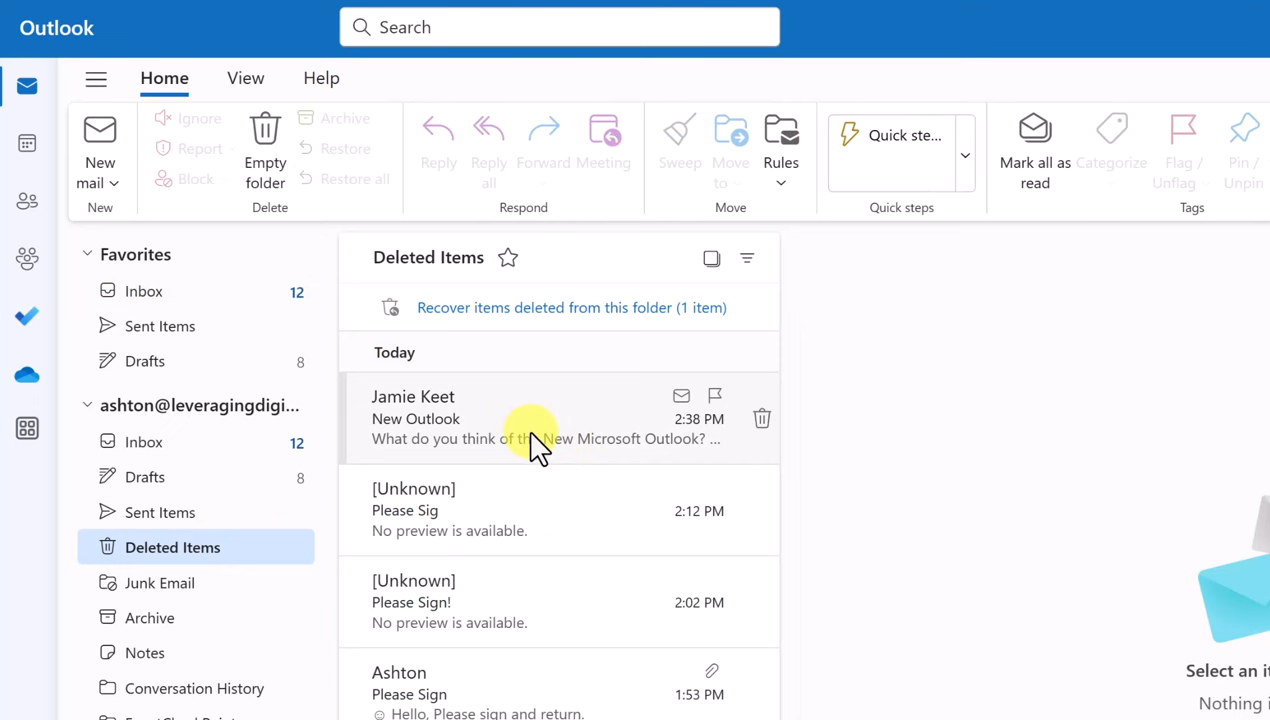 Outlook
Search
Home
View
Help
New
mail
New
Ignore
Report
Block
Empty
folder
Archive
Restore
Restore all
Delete
Reply
Reply
all
Forward
Meeting
Respond
Sweep
Move
to
Rules
Move
Quick ste...
Quick steps
Mark all as
read
Categorize
Flag /
Unflag
Pin /
Unpin
Tags
Favorites
Inbox 12
Sent Items
Drafts 8
ashton@leveragingdigi...
Inbox 12
Drafts 8
Sent Items
Deleted Items
Junk Email
Archive
Notes
Conversation History
Deleted Items
Recover items deleted from this folder (1 item)
Today
Jamie Keet
New Outlook 2:38 PM
What do you think of the New Microsoft Outlook? ...
[Unknown]
Please Sig 2:12 PM
No preview is available.
[Unknown]
Please Sign! 2:02 PM
No preview is available.
Ashton
Please Sign 1:53 PM
Hello, Please sign and return.
Select an it
Nothing i